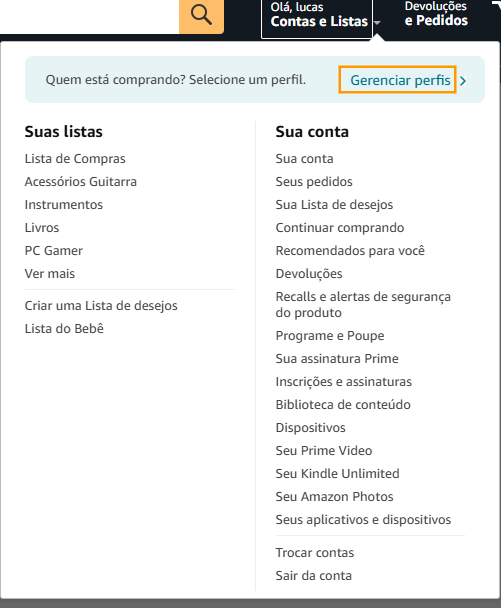 Olá, lucas
Contas e Listas
Devoluções
e Pedidos
Quem está comprando? Selecione um perfil.
Gerenciar perfis
Suas listas
Lista de Compras
Acessórios Guitarra
Instrumentos
Livros
PC Gamer
Ver mais
Criar uma Lista de desejos
Lista do Bebê
Sua conta
Sua conta
Seus pedidos
Sua Lista de desejos
Continuar comprando
Recomendados para você
Devoluções
Recalls e alertas de segurança
do produto
Programe e Poupe
Sua assinatura Prime
Inscrições e assinaturas
Biblioteca de conteúdo
Dispositivos
Seu Prime Video
Seu Kindle Unlimited
Seu Amazon Photos
Seus aplicativos e dispositivos
Trocar contas
Sair da conta